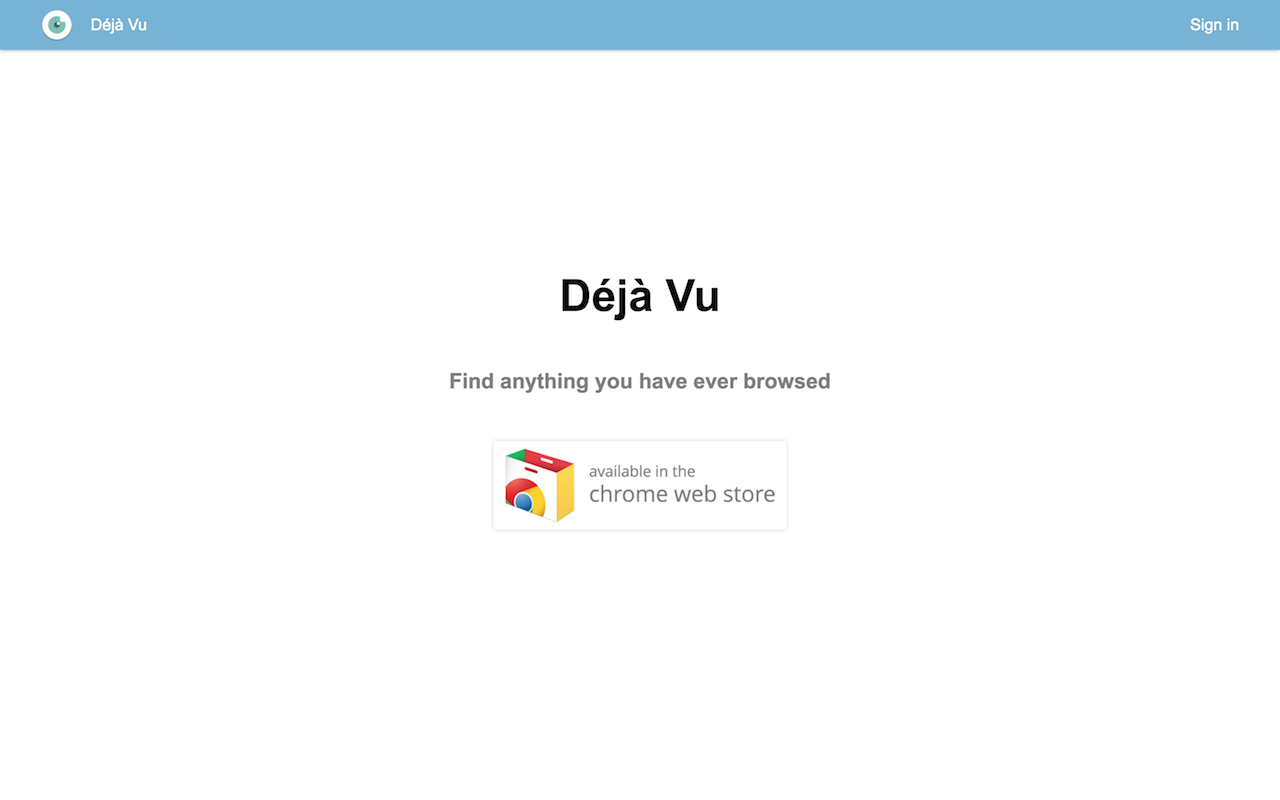 Déjà Vu
Sign in
Déjà Vu
Find anything you have ever browsed
available in the
chrome web store